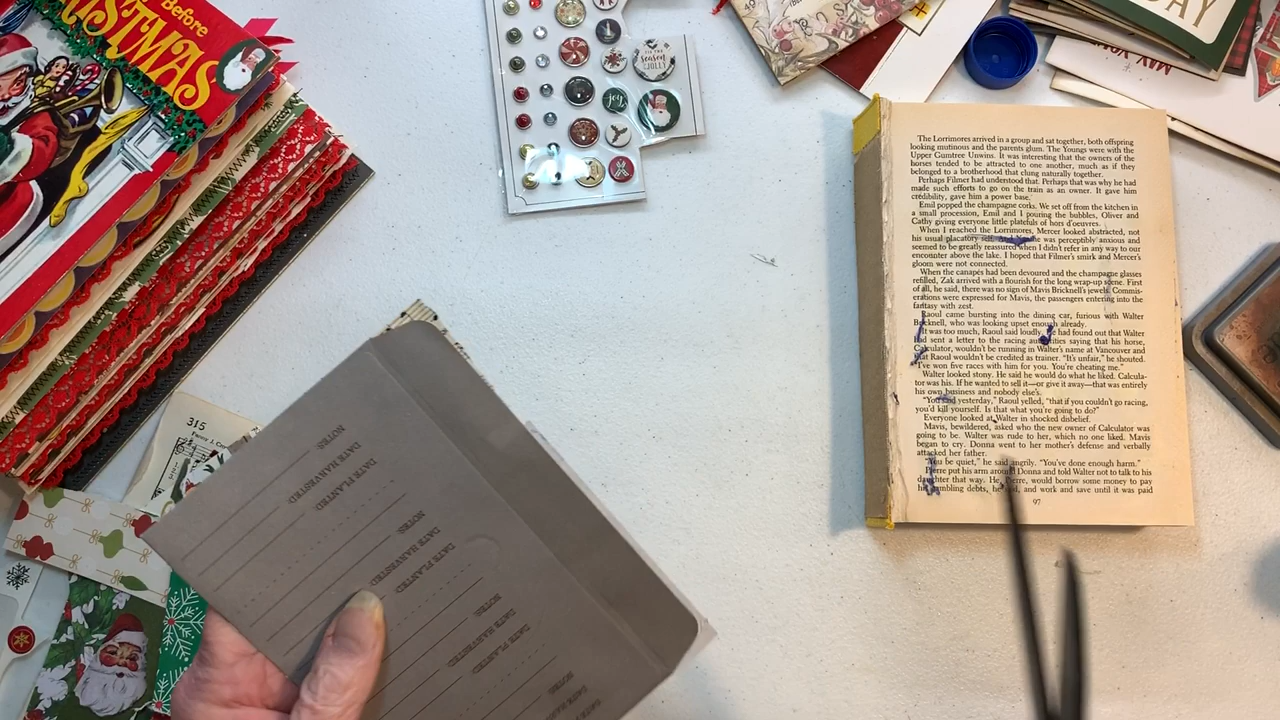 Before
CHRISTMAS
TIS THE
Season
JOLLY
joy
DAY
315
The Lorrimores arrived in a group and sat together, both offspring
looking mutinous and the parents glum. The Youngs were with the
Upper Gumtree Unwins. It was interesting that the owners of the
horses tended to be attracted to one another, much as if they
belonged to a brotherhood that clung naturally together.
Perhaps Filmer had understood that. Perhaps that was why he had
made such efforts to go on the train as an owner. It gave him
credibility, gave him a power base.
Emil popped the champagne corks. We set off from the kitchen in
a small procession, Emil and I pouring the bubbles, Oliver and
Cathy giving everyone little platefuls of hors d'oeuvres.
When I reached the Lorrimores, Mercer looked abstracted, not
his usual placatory self. was perceptibly anxious and
seemed to be greatly reassured when I didn't refer in any way to our
encounter above the lake. I hoped that Filmer's smirk and Mercer's
gloom were not connected.
When the canapés had been devoured and the champagne glasses
refilled, Zak arrived with a flourish for the long wrap-up scene. First
of all, he said, there was no sign of Mavis Bricknell's jewels. Commis-
erations were expressed for Mavis, the passengers entering into the
fantasy with zest.
Raoul came bursting into the dining car, furious with Walter
Bricknell, who was looking upset enough already.
It was too much, Raoul said loudly. He had found out that Walter
had sent a letter to the racing authorities saying that his horse,
Calculator, wouldn't be running in Walter's name at Vancouver and
that Raoul wouldn't be credited as trainer. "It's unfair," he shouted.
"I've won five races with him for you. You're cheating me."
Walter looked stony. He said he would do what he liked. Calcula-
tor was his. If he wanted to sell it—or give it away—that was entirely
his own business and nobody else's.
"You said yesterday," Raoul yelled, "that if you couldn't go racing,
you'd kill yourself. Is that what you're going to do?"
Everyone looked at Walter in shocked disbelief.
Mavis, bewildered, asked who the new owner of Calculator was
going to be. Walter was rude to her, which no one liked. Mavis
began to cry. Donna went to her mother's defense and verbally
attacked her father.
"You be quiet," he said angrily. "You've done enough harm."
Pierre put his arm around Donna and told Walter not to talk to his
daughter that way. He, Pierre, would borrow some money to pay
his gambling debts, he said, and work and save until it was paid
97
NOTES:
DATE HARVESTED:
DATE PLANTED:
NOTES:
DATE HARVESTED:
DATE PLANTED:
NOTES:
DATE HARVESTED:
DATE PLANTED:
NOTES: